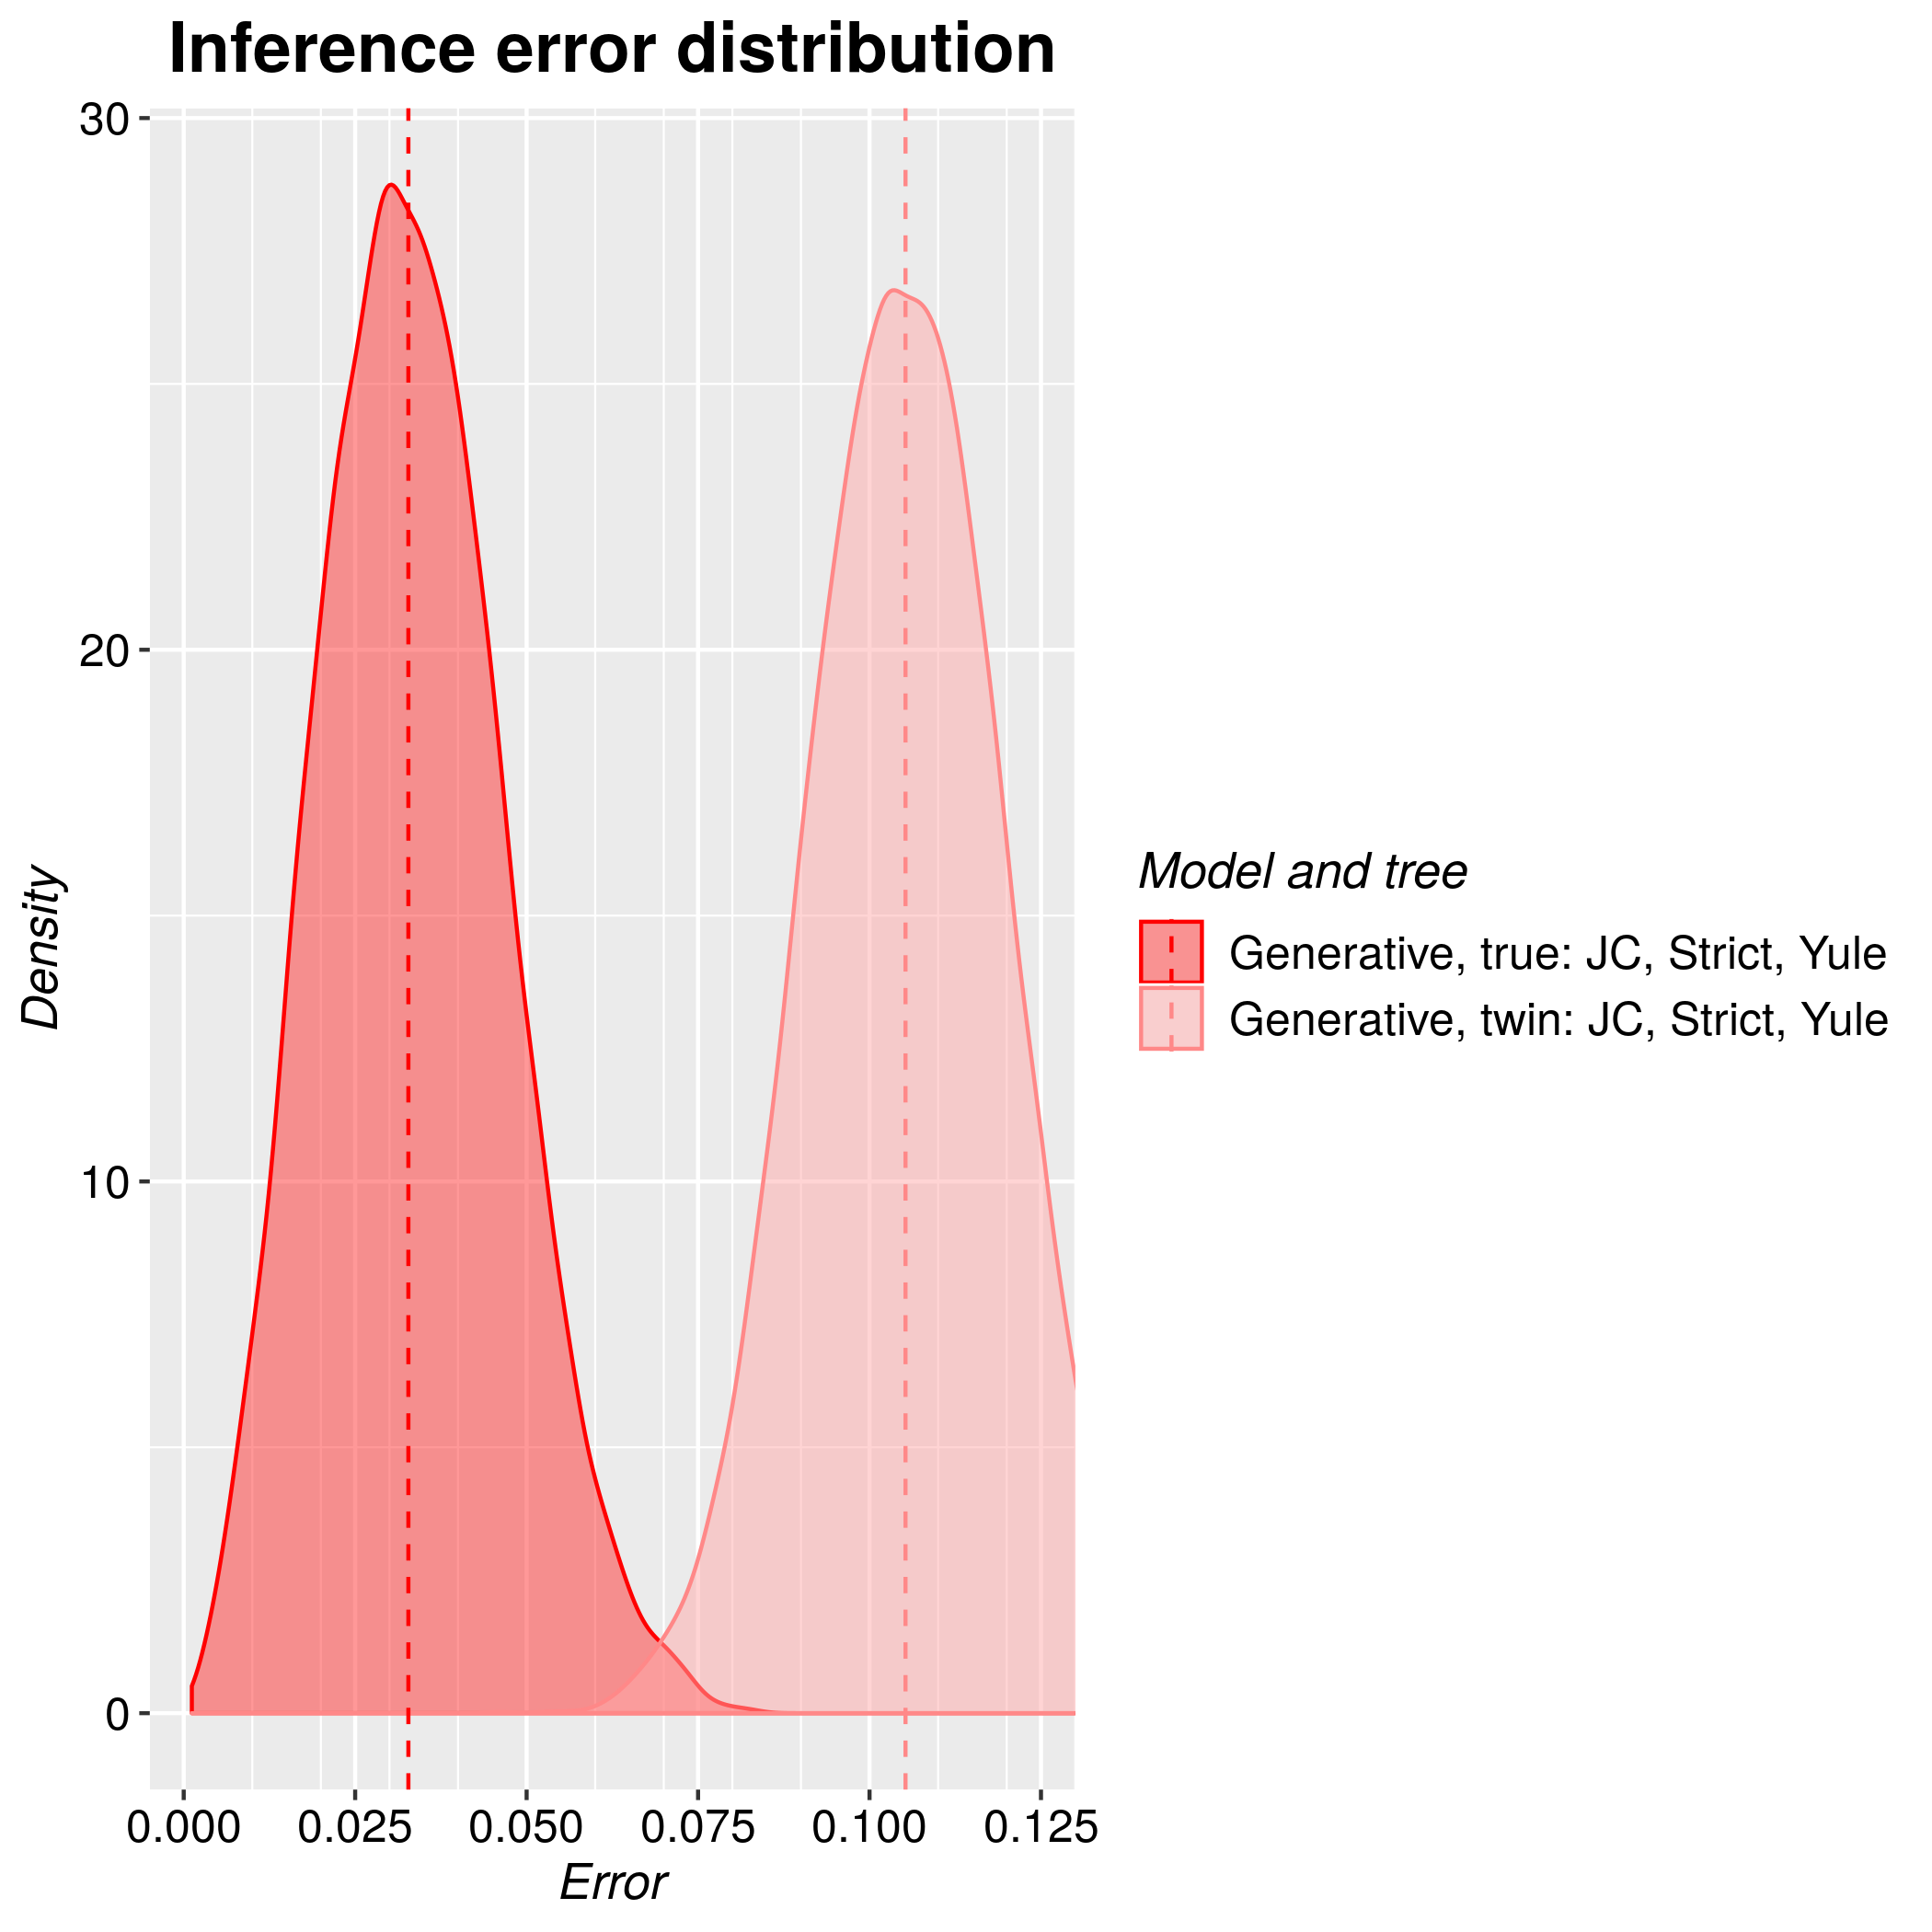 Inference error distribution
30
20
10
0
Density
0.000 0.025 0.050 0.075 0.100 0.125
Error
Model and tree
Generative, true: JC, Strict, Yule
Generative, twin: JC, Strict, Yule